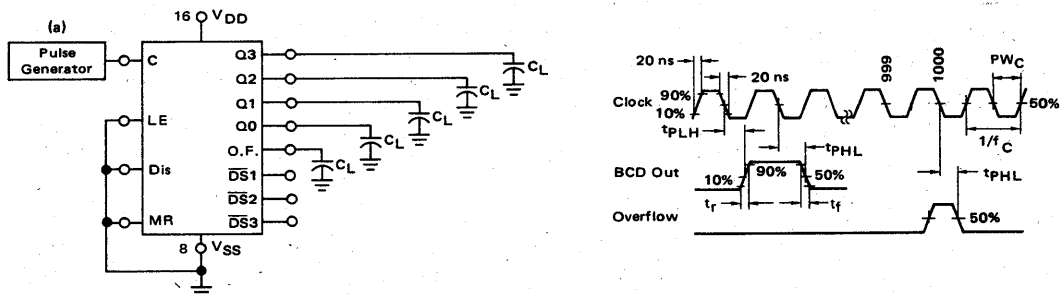 (a)
16 VDD
Pulse
Generator
C
LE
Dis
MR
Q3
Q2
Q1
Q0
O.F.
DS1
DS2
DS3
CL
CL
CL
CL
CL
8 VSS
20 ns
20 ns
999
1000
PWC
Clock
90%
10%
50%
tPLH
tPHL
1/fC
BCD Out
10%
90%
50%
tPHL
tr
tf
Overflow
50%